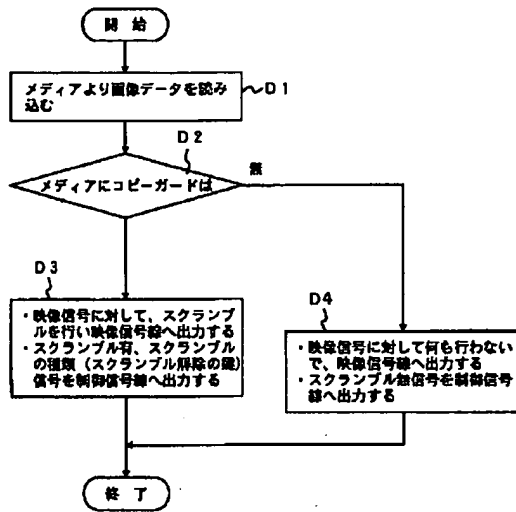 開始
メディアより画像データを読み
込む
D1
D2
メディアにコピーガードは
無
D3
・映像信号に対して、スクランブ
ルを行い映像信号線へ出力する
・スクランブル有、スクランブル
の種類(スクランブル解除の鍵)
信号を制御信号線へ出力する
D4
・映像信号に対して何も行わない
で、映像信号線へ出力する
・スクランブル無信号を制御信号
線へ出力する
終了